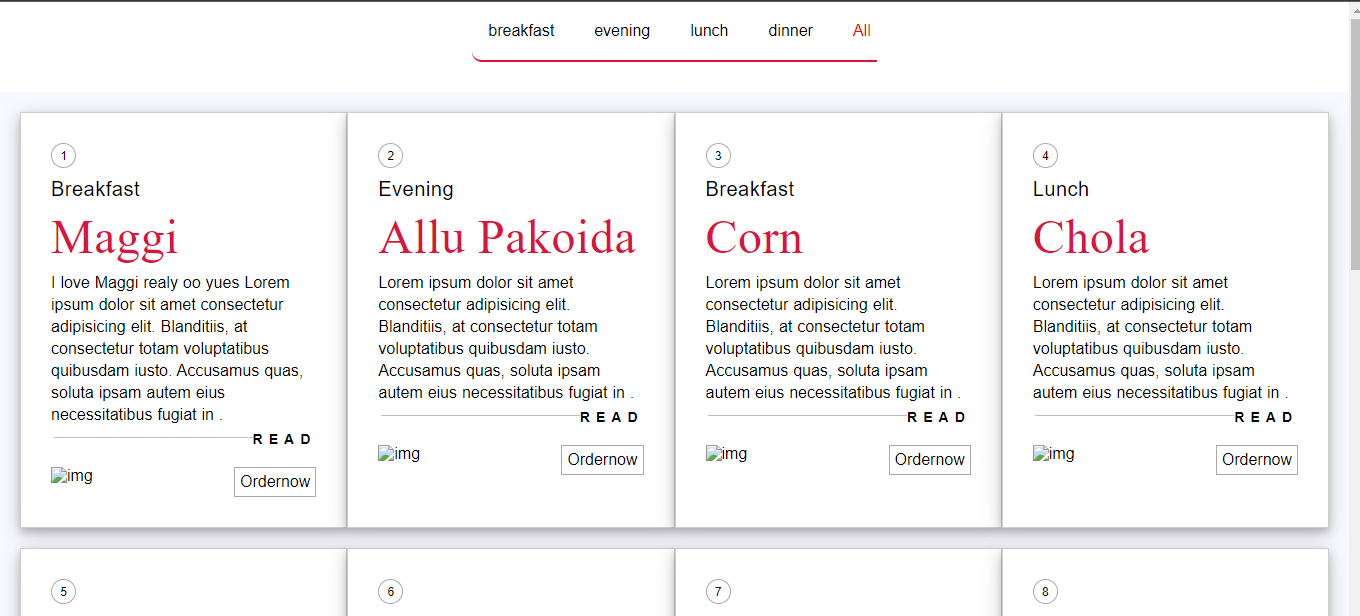 breakfast evening lunch dinner All
1
Breakfast
Maggi
I love Maggi realy oo yues Lorem
ipsum dolor sit amet consectetur
adipisicing elit. Blanditiis, at
consectetur totam voluptatibus
quibusdam iusto. Accusamus quas,
soluta ipsam autem eius
necessitatibus fugiat in .
READ
img
Ordernow
2
Evening
Allu Pakoida
Lorem ipsum dolor sit amet
consectetur adipisicing elit.
Blanditiis, at consectetur totam
voluptatibus quibusdam iusto.
Accusamus quas, soluta ipsam
autem eius necessitatibus fugiat in .
READ
img
Ordernow
3
Breakfast
Corn
Lorem ipsum dolor sit amet
consectetur adipisicing elit.
Blanditiis, at consectetur totam
voluptatibus quibusdam iusto.
Accusamus quas, soluta ipsam
autem eius necessitatibus fugiat in .
READ
img
Ordernow
4
Lunch
Chola
Lorem ipsum dolor sit amet
consectetur adipisicing elit.
Blanditiis, at consectetur totam
voluptatibus quibusdam iusto.
Accusamus quas, soluta ipsam
autem eius necessitatibus fugiat in .
READ
img
Ordernow
5
6
7
8